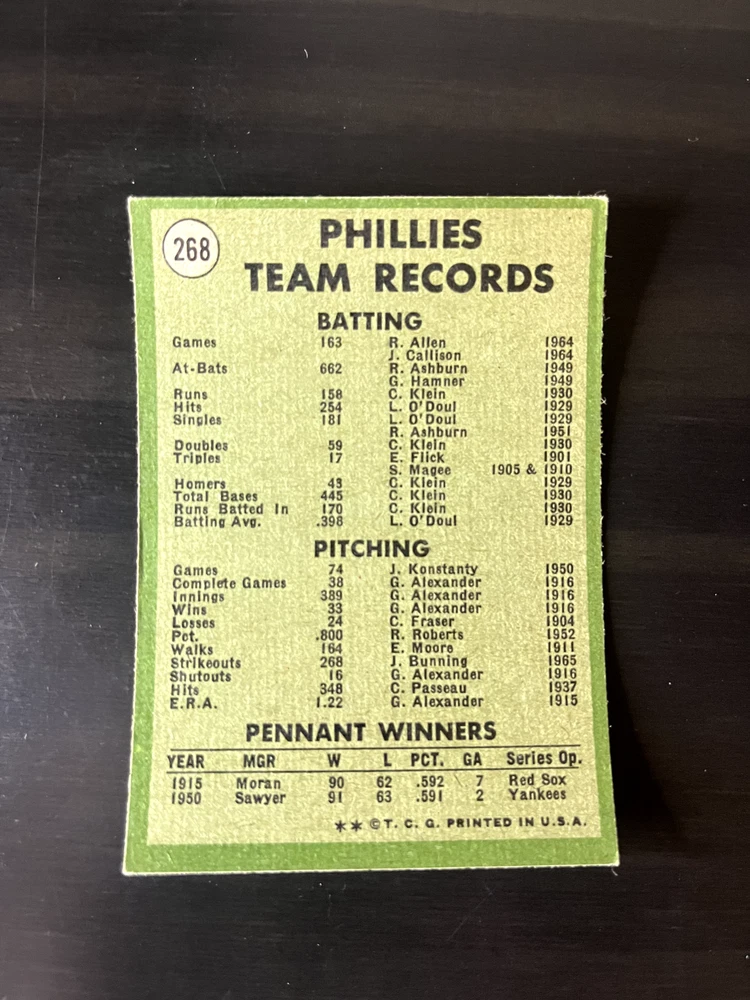 268
PHILLIES
TEAM RECORDS
BATTING
Games 163 R. Allen 1964
J. Callison 1964
At-Bats 662 R. Ashburn 1949
G. Hamner 1949
Runs 158 C. Klein 1930
Hits 254 L. O'Doul 1929
Singles 181 L. O'Doul 1929
R. Ashburn 1951
Doubles 59 C. Klein 1930
Triples 17 E. Flick 1901
S. Magee 1905 & 1910
Homers 43 C. Klein 1929
Total Bases 445 C. Klein 1930
Runs Batted In 170 C. Klein 1930
Batting Avg. .398 L. O'Doul 1929
PITCHING
Games 74 J. Konstanty 1950
Complete Games 38 G. Alexander 1916
Innings 389 G. Alexander 1916
Wins 33 G. Alexander 1916
Losses 24 C. Fraser 1904
Pct. .800 R. Roberts 1952
Walks 164 E. Moore 1911
Strikeouts 268 J. Bunning 1965
Shutouts 16 G. Alexander 1916
Hits 348 C. Passeau 1937
E.R.A. 1.22 G. Alexander 1915
PENNANT WINNERS
YEAR MGR W L PCT. GA Series Op.
1915 Moran 90 62 .592 7 Red Sox
1950 Sawyer 91 63 .591 2 Yankees
** © T. C. G. PRINTED IN U.S.A.